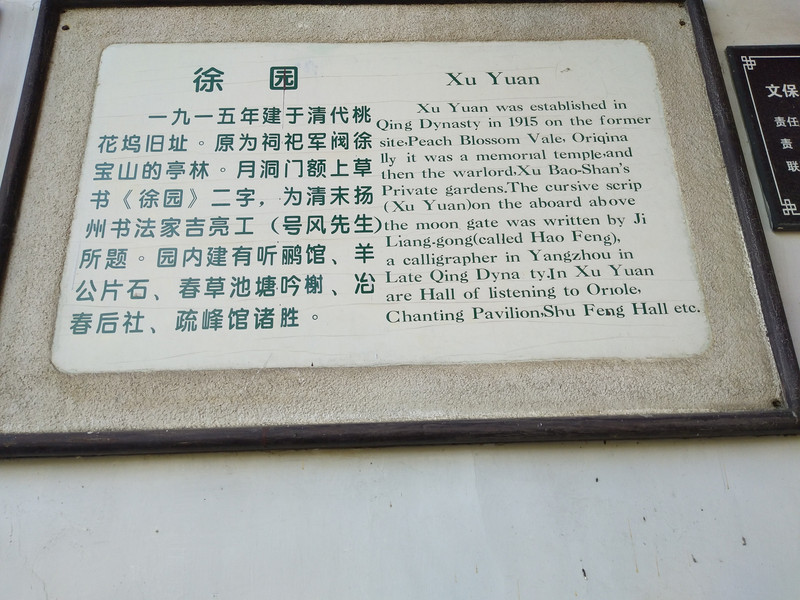 徐 园
一九一五年建于清代桃
花坞旧址。原为祠祀军阀徐
宝山的亭林。月洞门额上草
书《徐园》二字，为清末扬
州书法家吉亮工（号风先生）
所题。园内建有听鹂馆、羊
公片石、春草池塘吟榭、冶
春后社、疏峰馆诸胜。
Xu Yuan
Xu Yuan was established in
Qing Dynasty in 1915 on the former
site,Peach Blossom Vale, Origina
lly it was a memorial temple,and
then the warlord,Xu Bao-Shan's
Private gardens.The cursive scrip
(Xu Yuan)on the aboard above
the moon gate was written by Ji
Liang-gong(called Hao Feng),
a calligrapher in Yangzhou in
Late Qing Dyna ty.In Xu Yuan
are Hall of listening to Oriole,
Chanting Pavilion,Shu Feng Hall etc.
文保
责任
责
联